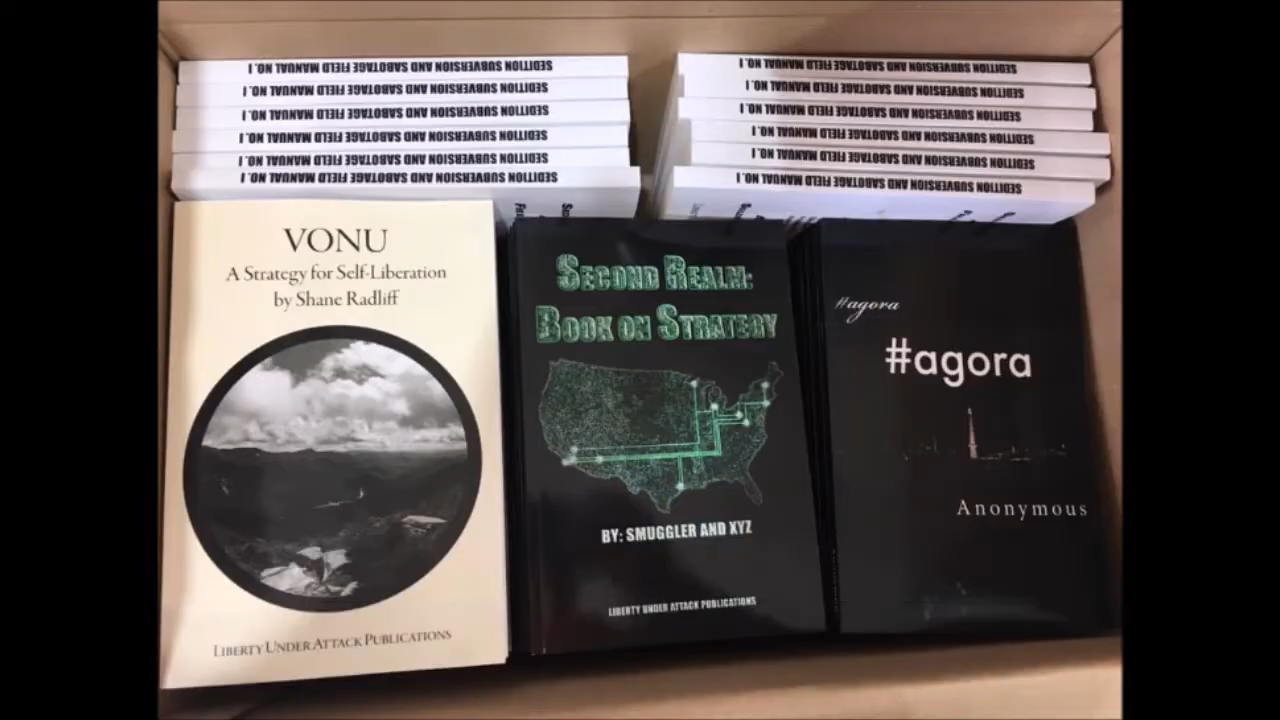 SEDITION SUBVERSION AND SABOTAGE FIELD MANUAL NO. 1
SEDITION SUBVERSION AND SABOTAGE FIELD MANUAL NO. 1
SEDITION SUBVERSION AND SABOTAGE FIELD MANUAL NO. 1
SEDITION SUBVERSION AND SABOTAGE FIELD MANUAL NO. 1
SEDITION SUBVERSION AND SABOTAGE FIELD MANUAL NO. 1
SEDITION SUBVERSION AND SABOTAGE FIELD MANUAL NO. 1
SEDITION SUBVERSION AND SABOTAGE FIELD MANUAL NO. 1
SEDITION SUBVERSION AND SABOTAGE FIELD MANUAL NO. 1
SEDITION SUBVERSION AND SABOTAGE FIELD MANUAL NO. 1
SEDITION SUBVERSION AND SABOTAGE FIELD MANUAL NO. 1
SEDITION SUBVERSION AND SABOTAGE FIELD MANUAL NO. 1
SEDITION SUBVERSION AND SABOTAGE FIELD MANUAL NO. 1
VONU
A Strategy for Self-Liberation
by Shane Radliff
LIBERTY UNDER ATTACK PUBLICATIONS
SECOND REALM:
BOOK ON STRATEGY
BY: SMUGGLER AND XYZ
LIBERTY UNDER ATTACK PUBLICATIONS
#agora
#agora
Anonymous